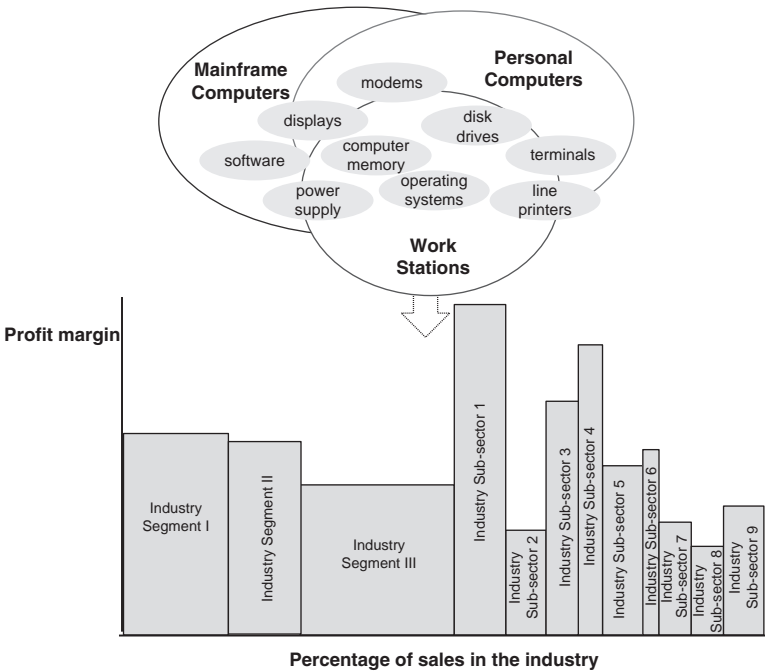 Mainframe
Computers
Personal
Computers
modems
displays
disk
drives
software
computer
memory
terminals
power
supply
operating
systems
line
printers
Work
Stations
Profit margin
Industry
Segment I
Industry Segment II
Industry
Segment III
Industry Sub-sector 1
Industry
Sub-sector 2
Industry Sub-sector 3
Industry Sub-sector 4
Industry Sub-sector 5
Industry Sub-sector 6
Industry
Sub-sector 7
Industry
Sub-sector 8
Industry
Sub-sector 9
Percentage of sales in the industry